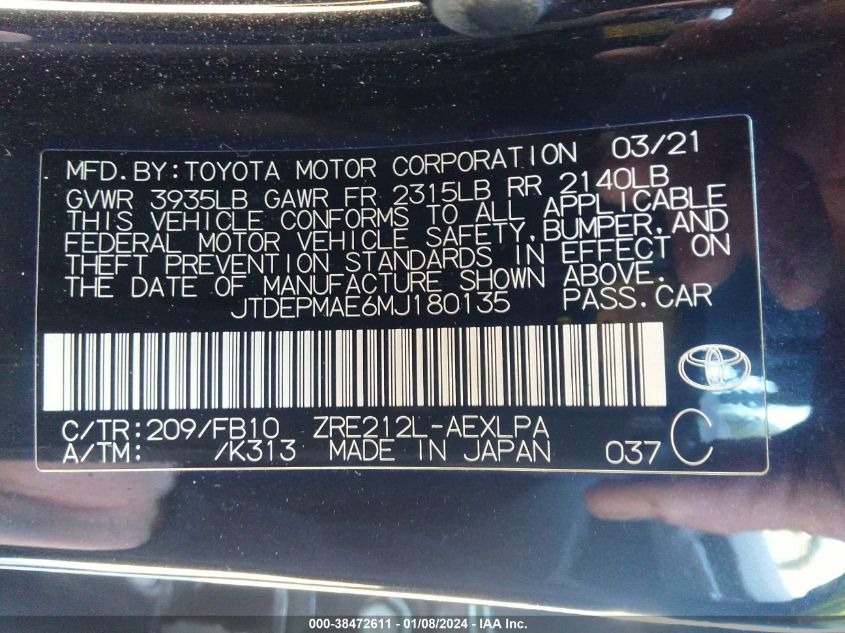 MFD.BY:TOYOTA MOTOR CORPORATION 03/21
GVWR 3935LB GAWR FR 2315LB RR 2140LB
THIS VEHICLE CONFORMS TO ALL APPLICABLE
FEDERAL MOTOR VEHICLE SAFETY,BUMPER,AND
THEFT PREVENTION STANDARDS IN EFFECT ON
THE DATE OF MANUFACTURE SHOWN ABOVE.
JTDEPMAE6MJ180135 PASS.CAR
C/TR:209/FB10 ZRE212L-AEXLPA
A/TM: /K313 MADE IN JAPAN 037 C
000-38472611 - 01/08/2024 - IAA Inc.